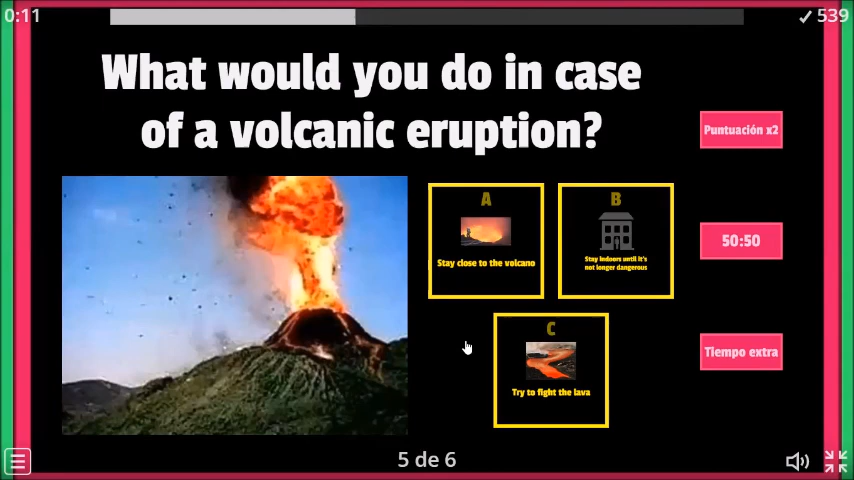 0:11
✓ 539
What would you do in case
of a volcanic eruption?
Puntuación x2
A
Stay close to the volcano
B
Stay indoors until it's
not longer dangerous
50:50
C
Try to fight the lava
Tiempo extra
5 de 6